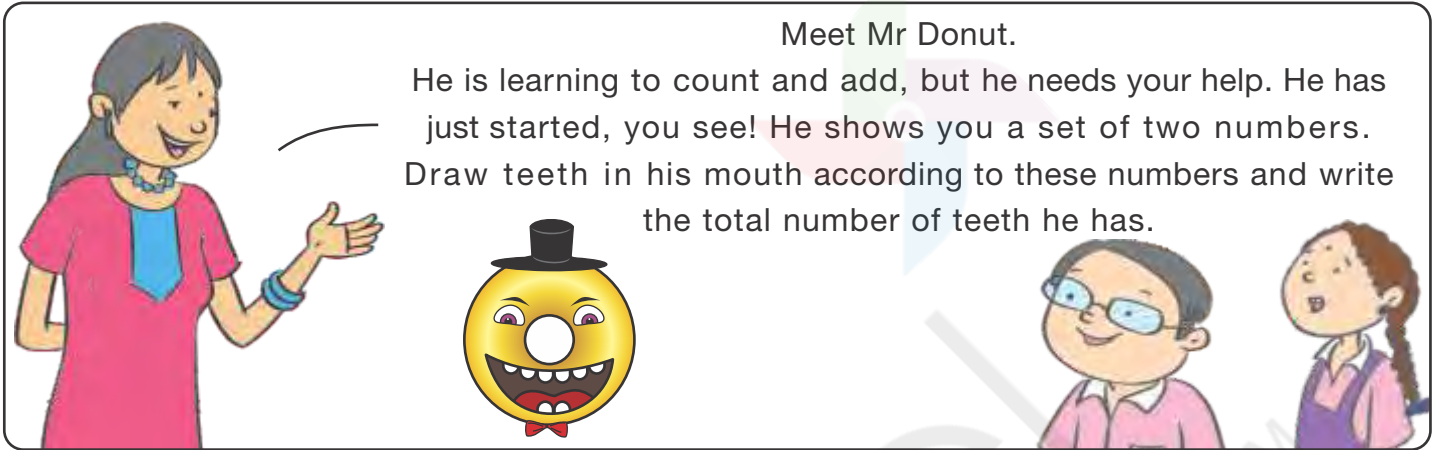 Meet Mr Donut.
He is learning to count and add, but he needs your help. He has
just started, you see! He shows you a set of two numbers.
Draw teeth in his mouth according to these numbers and write
the total number of teeth he has.